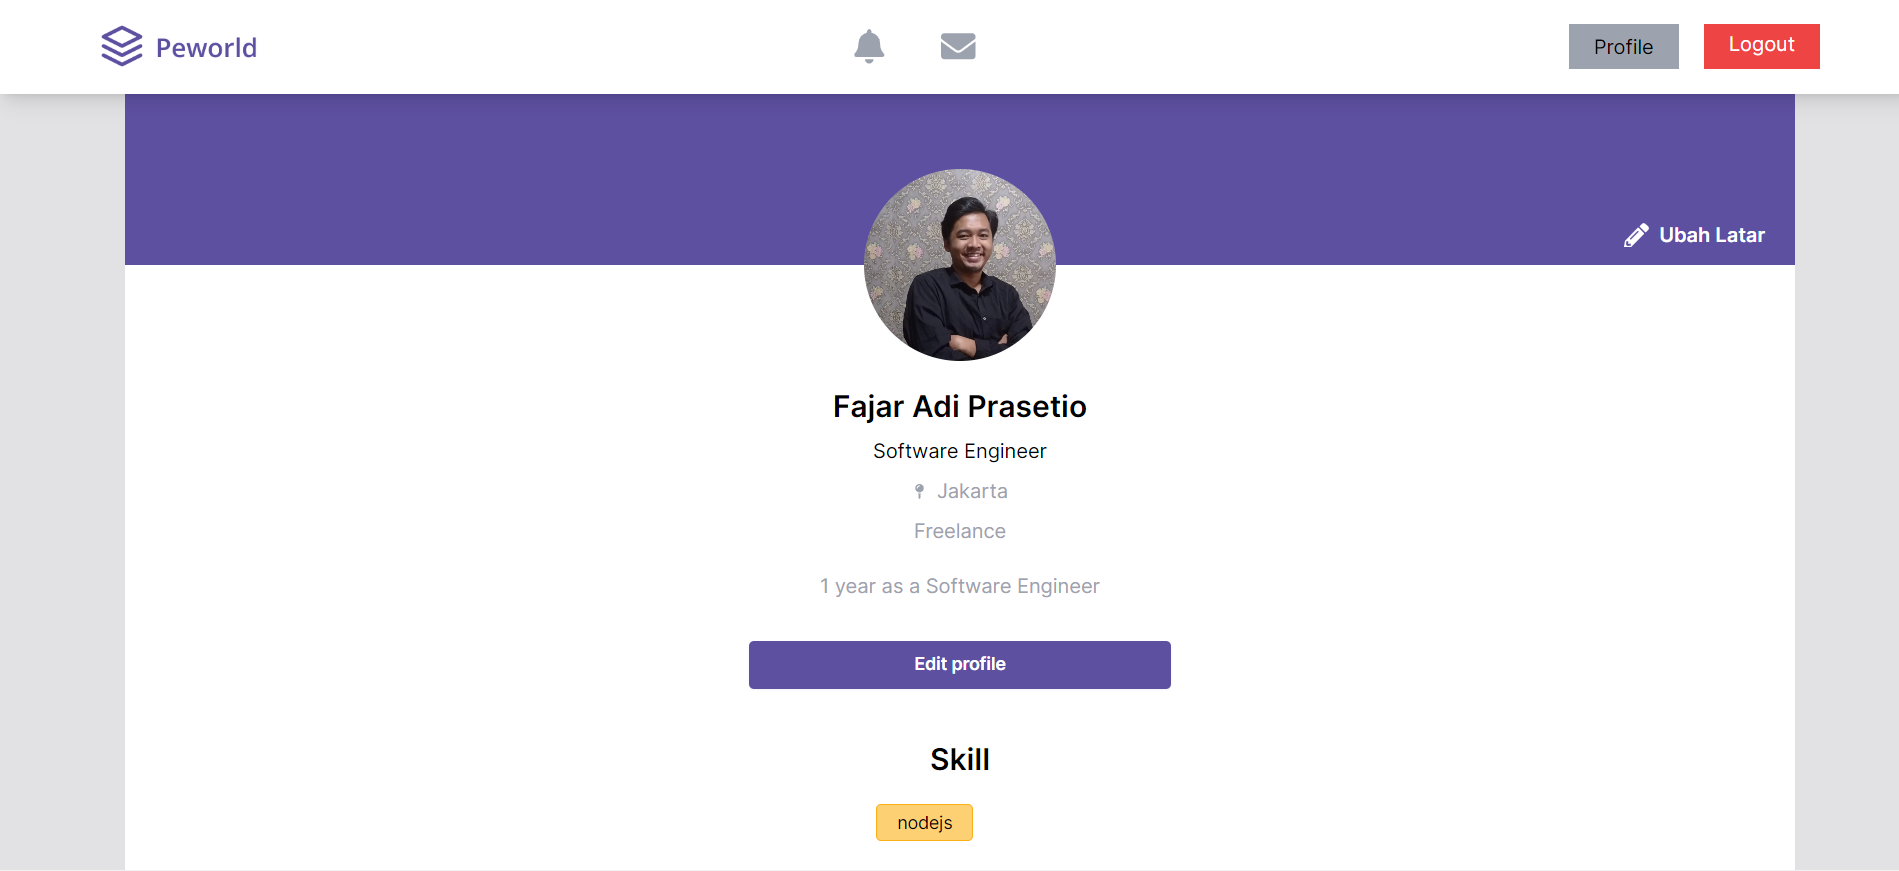 Peworld
Profile
Logout
Ubah Latar
Fajar Adi Prasetio
Software Engineer
Jakarta
Freelance
1 year as a Software Engineer
Edit profile
Skill
nodejs